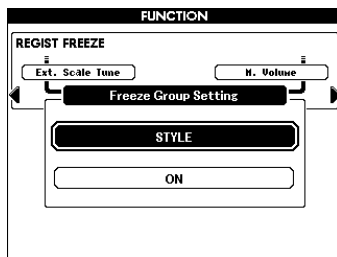 FUNCTION
REGIST FREEZE
Ext. Scale Tune
M. Volume
Freeze Group Setting
STYLE
ON